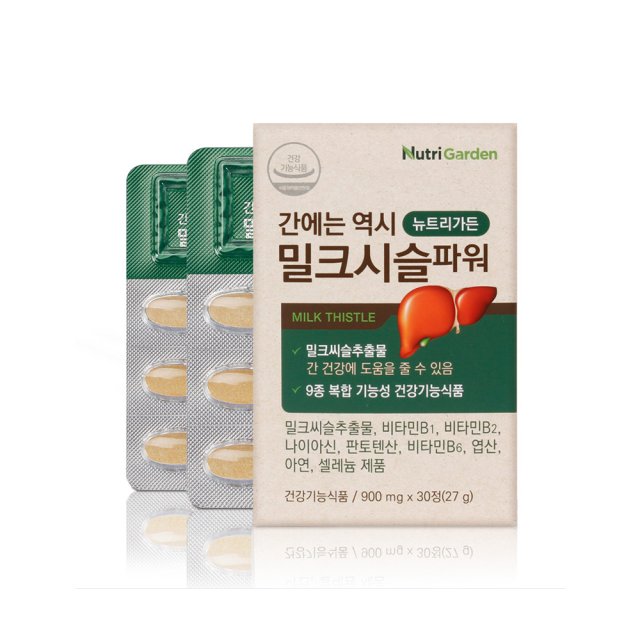 건강
기능식품
NutriGarden
간에는 역시 뉴트리가든
밀크시슬파워
MILK THISTLE
밀크씨슬추출물
간 건강에 도움을 줄 수 있음
9종 복합 기능성 건강기능식품
밀크씨슬추출물, 비타민B1, 비타민B2,
나이아신, 판토텐산, 비타민B6, 엽산,
아연, 셀레늄 제품
건강기능식품 / 900 mg x 30정(27 g)